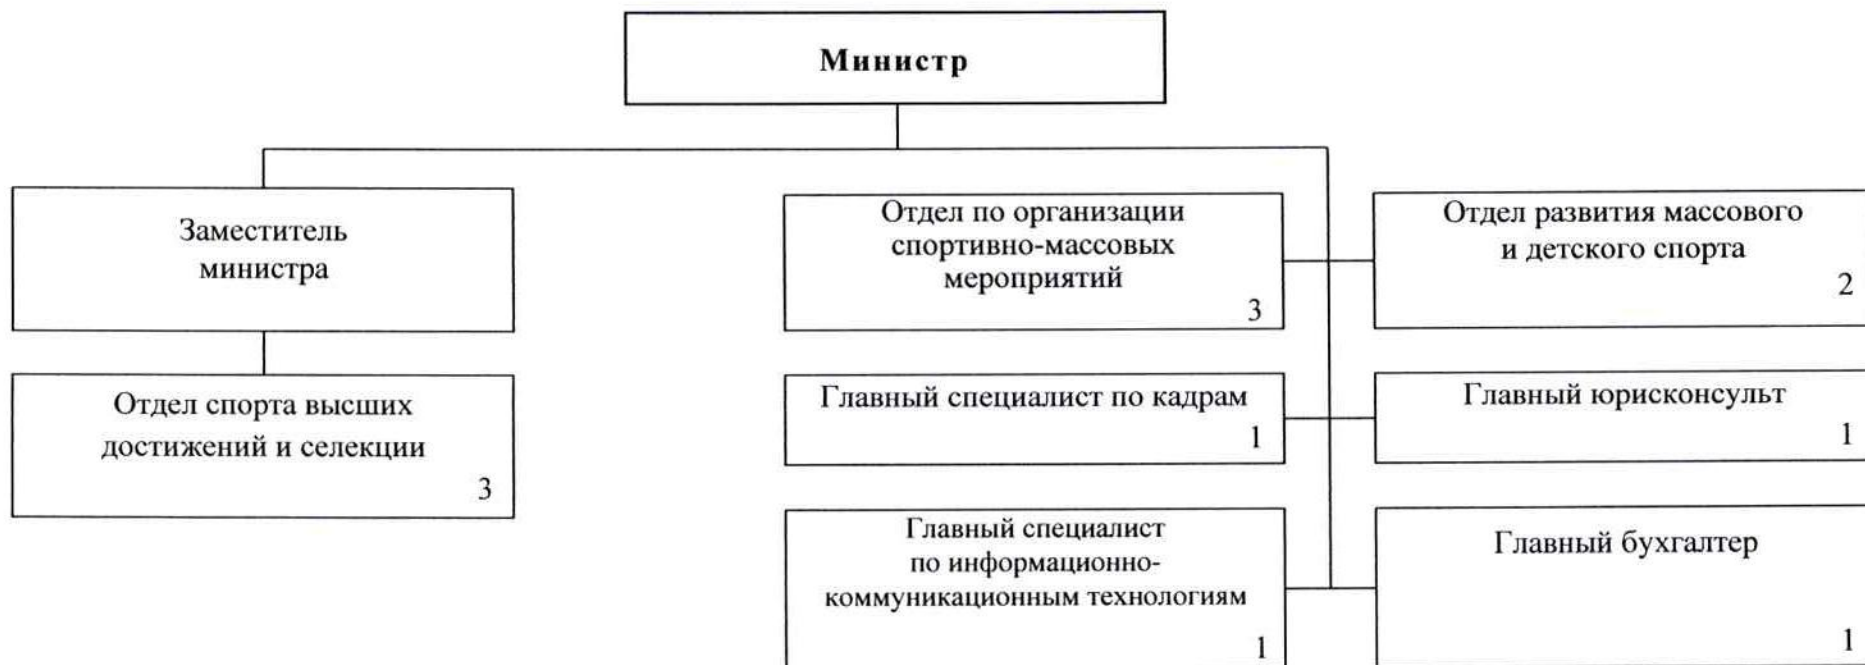 Министр
Заместитель
министра
Отдел спорта высших
достижений и селекции
3
Отдел по организации
спортивно-массовых
мероприятий
3
Отдел развития массового
и детского спорта
2
Главный специалист по кадрам
1
Главный юрисконсульт
1
Главный специалист
по информационно-
коммуникационным технологиям
1
Главный бухгалтер
1